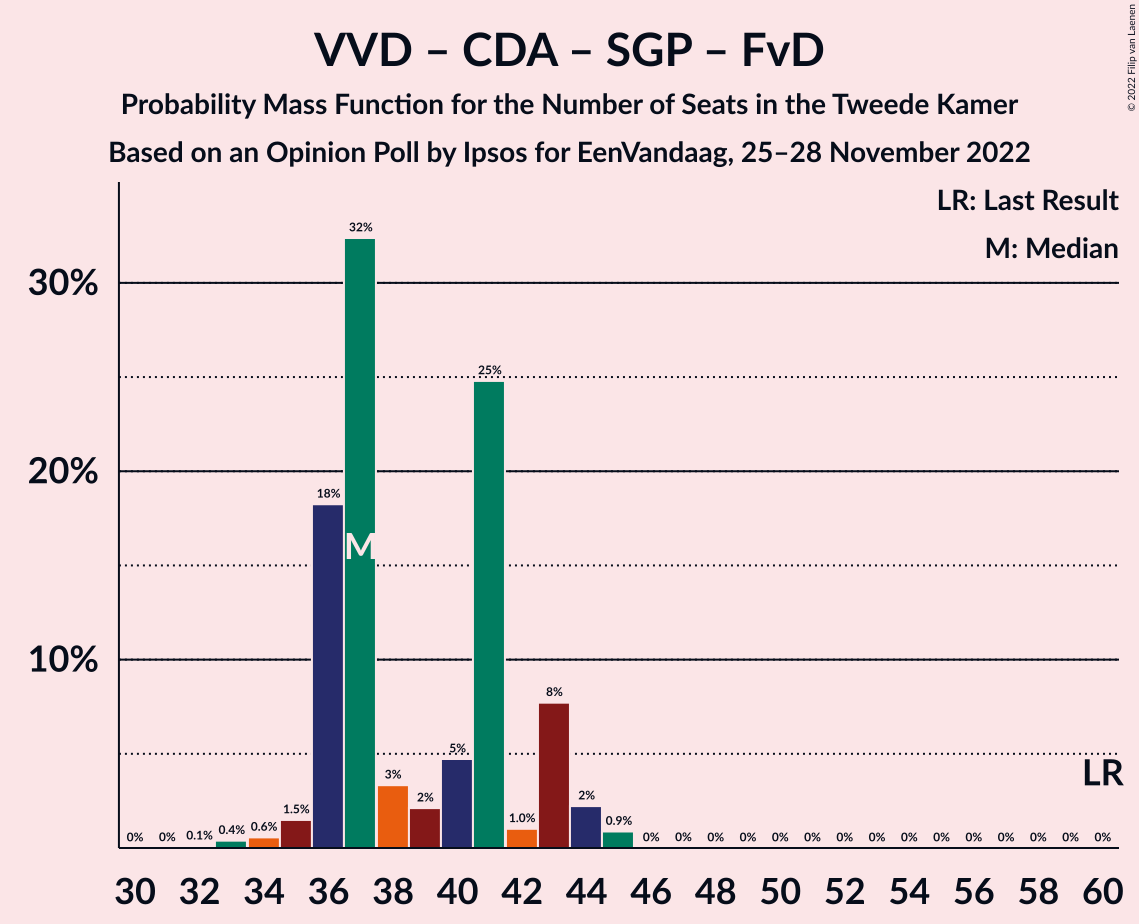 VVD – CDA – SGP – FvD
Probability Mass Function for the Number of Seats in the Tweede Kamer
Based on an Opinion Poll by Ipsos for EenVandaag, 25–28 November 2022
© 2022 Filip van Laenen
LR: Last Result
M: Median
30%
20%
10%
0% 0% 0.1% 0.4% 0.6% 1.5% 18% 32% 3% 2% 5% 25% 1.0% 8% 2% 0.9% 0% 0% 0% 0% 0% 0% 0% 0% 0% 0% 0% 0% 0% 0% 0%
M
LR
30 32 34 36 38 40 42 44 46 48 50 52 54 56 58 60